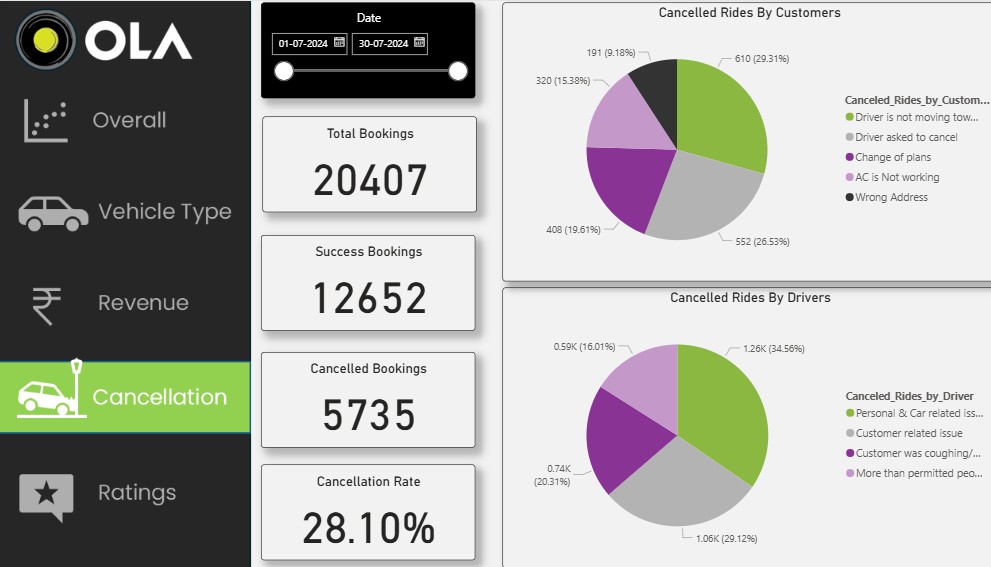 OLA
Overall
Vehicle Type
Revenue
Cancellation
Ratings
Date
01-07-2024
30-07-2024
Total Bookings
20407
Success Bookings
12652
Cancelled Bookings
5735
Cancellation Rate
28.10%
Cancelled Rides By Customers
191 (9.18%)
610 (29.31%)
320 (15.38%)
408 (19.61%)
552 (26.53%)
Canceled_Rides_by_Custom...
Driver is not moving tow...
Driver asked to cancel
Change of plans
AC is Not working
Wrong Address
Cancelled Rides By Drivers
0.59K (16.01%)
1.26K (34.56%)
0.74K
(20.31%)
1.06K (29.12%)
Canceled_Rides_by_Driver
Personal & Car related iss...
Customer related issue
Customer was coughing/...
More than permitted peo...